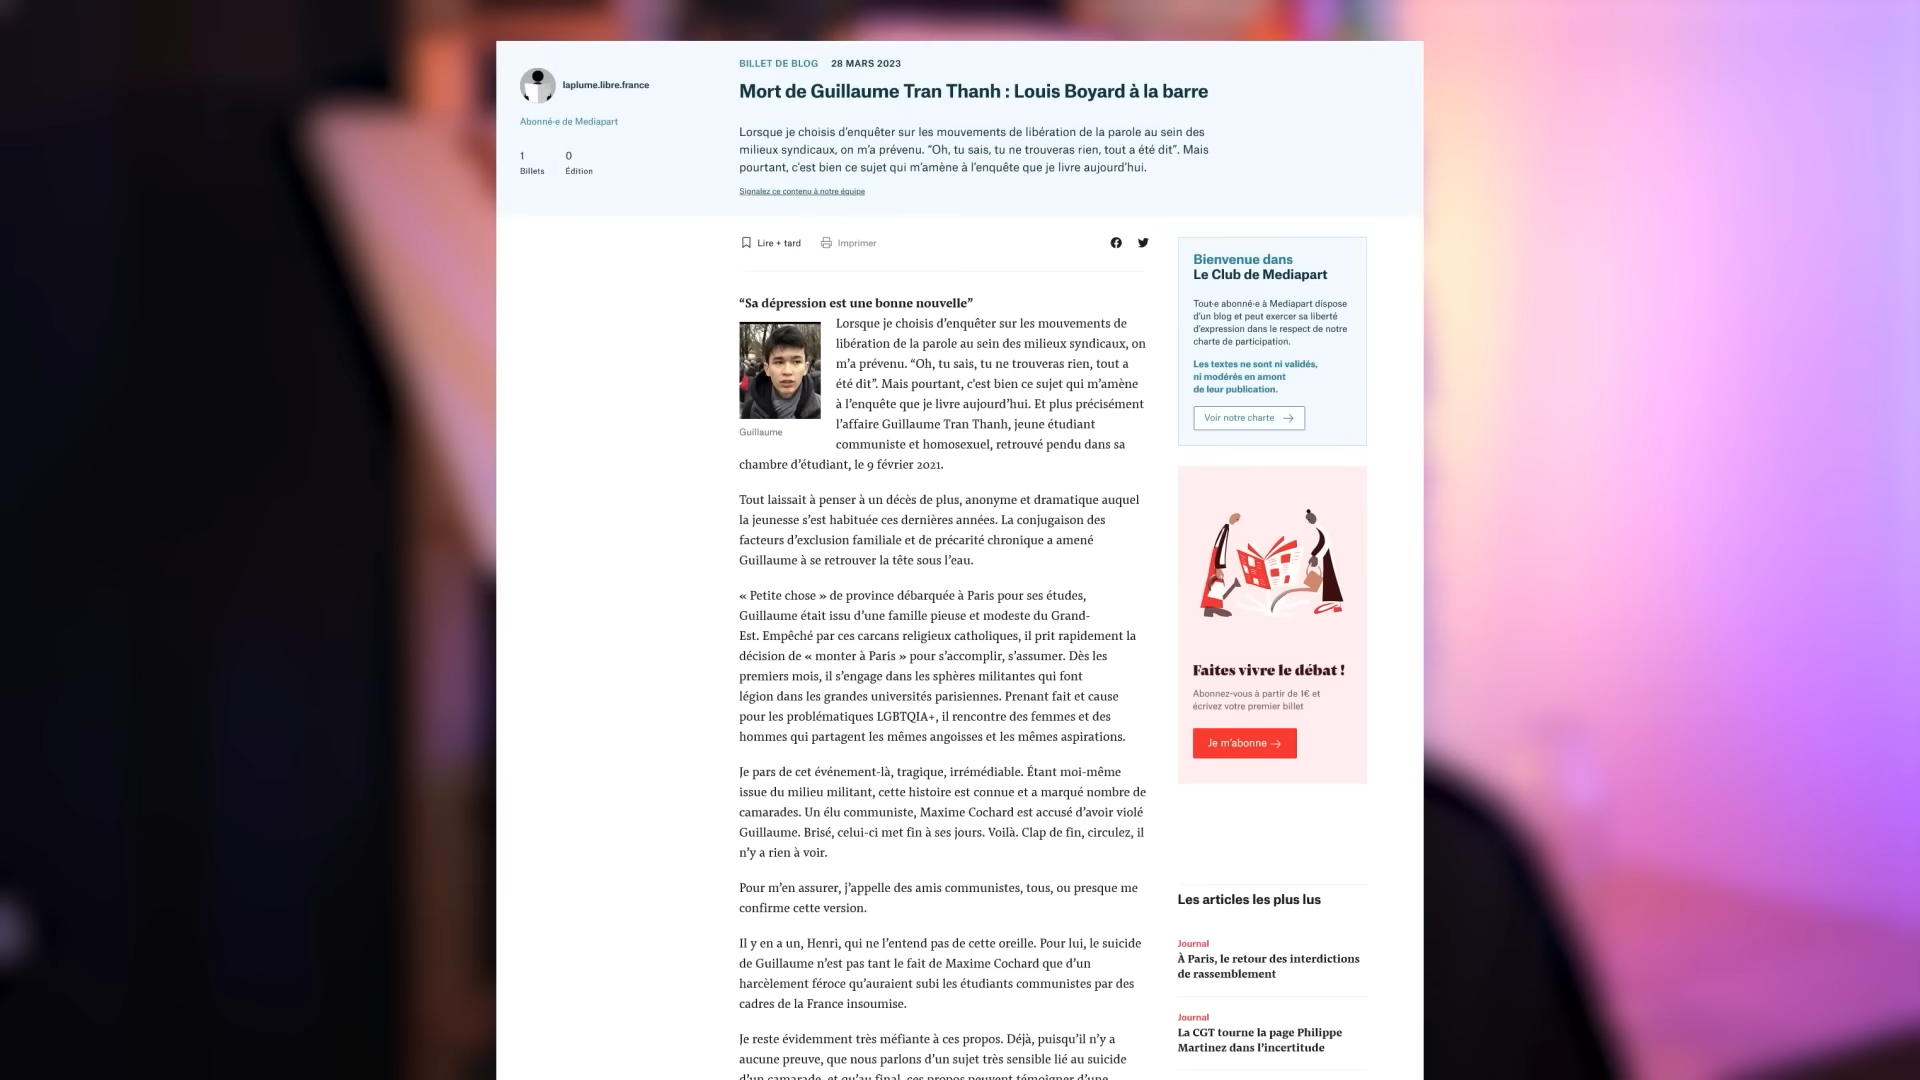 laplume.libre.france
Abonné·e de Mediapart
1
0
Billets
Édition
BILLET DE BLOG 28 MARS 2023
Mort de Guillaume Tran Thanh : Louis Boyard à la barre
Lorsque je choisis d’enquêter sur les mouvements de libération de la parole au sein des
milieux syndicaux, on m’a prévenu. “Oh, tu sais, tu ne trouveras rien, tout a été dit”. Mais
pourtant, c’est bien ce sujet qui m’amène à l’enquête que je livre aujourd’hui.
Signalez ce contenu à notre équipe
Lire + tard
Imprimer
“Sa dépression est une bonne nouvelle”
Guillaume
Lorsque je choisis d’enquêter sur les mouvements de
libération de la parole au sein des milieux syndicaux, on
m’a prévenu. “Oh, tu sais, tu ne trouveras rien, tout a
été dit”. Mais pourtant, c'est bien ce sujet qui m’amène
à l’enquête que je livre aujourd’hui. Et plus précisément
l’affaire Guillaume Tran Thanh, jeune étudiant
communiste et homosexuel, retrouvé pendu dans sa
chambre d’étudiant, le 9 février 2021.
Tout laissait à penser à un décès de plus, anonyme et dramatique auquel
la jeunesse s’est habituée ces dernières années. La conjugaison des
facteurs d’exclusion familiale et de précarité chronique a amené
Guillaume à se retrouver la tête sous l’eau.
« Petite chose » de province débarquée à Paris pour ses études,
Guillaume était issu d’une famille pieuse et modeste du Grand-
Est. Empêché par ces carcans religieux catholiques, il prit rapidement la
décision de « monter à Paris » pour s’accomplir, s’assumer. Dès les
premiers mois, il s’engage dans les sphères militantes qui font
légion dans les grandes universités parisiennes. Prenant fait et cause
pour les problématiques LGBTQIA+, il rencontre des femmes et des
hommes qui partagent les mêmes angoisses et les mêmes aspirations.
Je pars de cet événement-là, tragique, irrémédiable. Étant moi-même
issue du milieu militant, cette histoire est connue et a marqué nombre de
camarades. Un élu communiste, Maxime Cochard est accusé d’avoir violé
Guillaume. Brisé, celui-ci met fin à ses jours. Voilà. Clap de fin, circulez, il
n’y a rien à voir.
Pour m’en assurer, j’appelle des amis communistes, tous, ou presque me
confirme cette version.
Il y en a un, Henri, qui ne l’entend pas de cette oreille. Pour lui, le suicide
de Guillaume n’est pas tant le fait de Maxime Cochard que d’un
harcèlement féroce qu’auraient subi les étudiants communistes par des
cadres de la France insoumise.
Je reste évidemment très méfiante à ces propos. Déjà, puisqu’il n’y a
aucune preuve, que nous parlons d’un sujet très sensible lié au suicide
d’un camarade, et qu’au final, ces propos peuvent témoigner d’une
Bienvenue dans
Le Club de Mediapart
Tout·e abonné·e à Mediapart dispose
d’un blog et peut exercer sa liberté
d’expression dans le respect de notre
charte de participation.
Les textes ne sont ni validés,
ni modérés en amont
de leur publication.
Voir notre charte
Faites vivre le débat !
Abonnez-vous à partir de 1€ et
écrivez votre premier billet
Je m’abonne
Les articles les plus lus
Journal
À Paris, le retour des interdictions
de rassemblement
Journal
La CGT tourne la page Philippe
Martinez dans l’incertitude